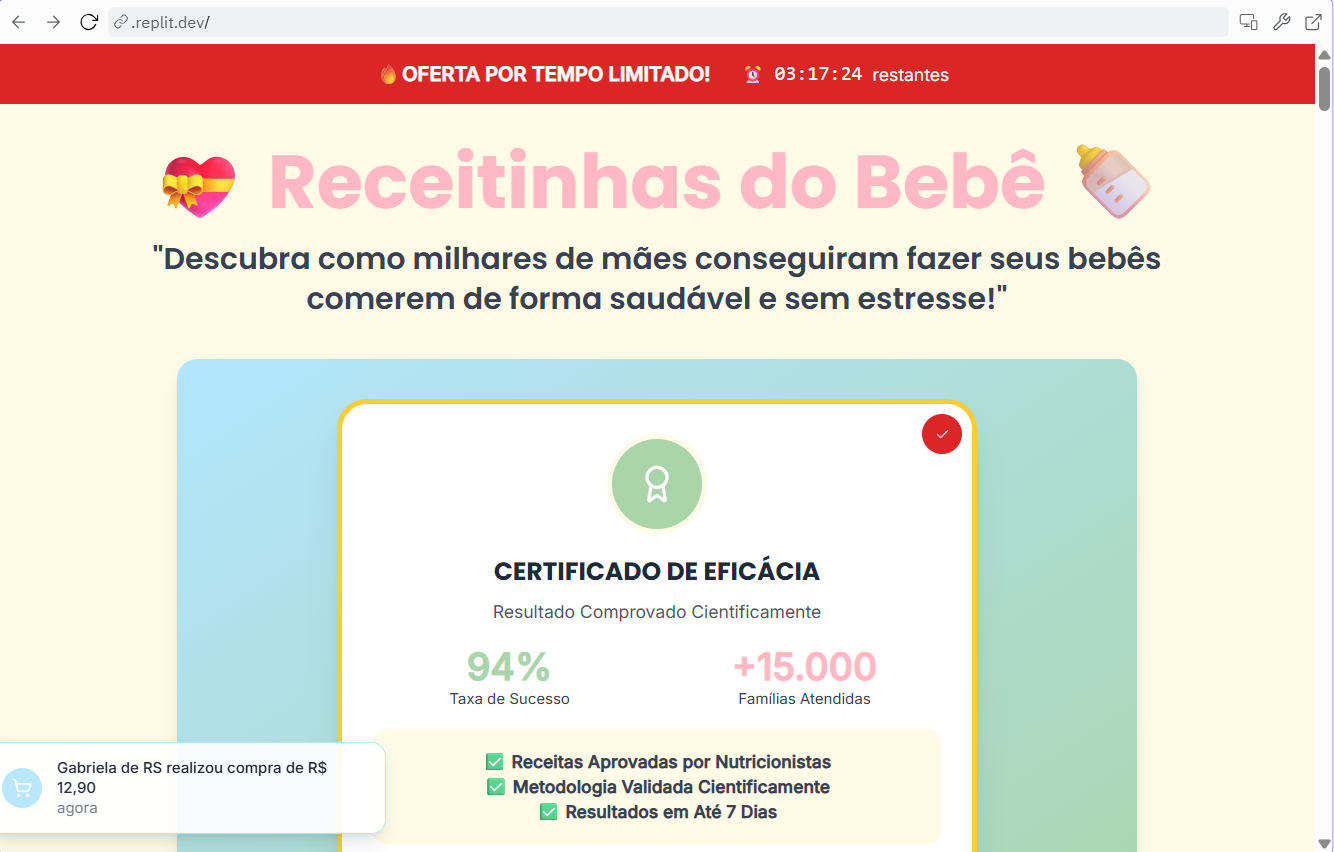 .replit.dev/
🔥 OFERTA POR TEMPO LIMITADO! ⏰ 03:17:24 restantes
💝 Receitinhas do Bebê 🍼
"Descubra como milhares de mães conseguiram fazer seus bebês
comerem de forma saudável e sem estresse!"
CERTIFICADO DE EFICÁCIA
Resultado Comprovado Cientificamente
94% +15.000
Taxa de Sucesso Famílias Atendidas
✅ Receitas Aprovadas por Nutricionistas
✅ Metodologia Validada Cientificamente
✅ Resultados em Até 7 Dias
Gabriela de RS realizou compra de R$
12,90
agora